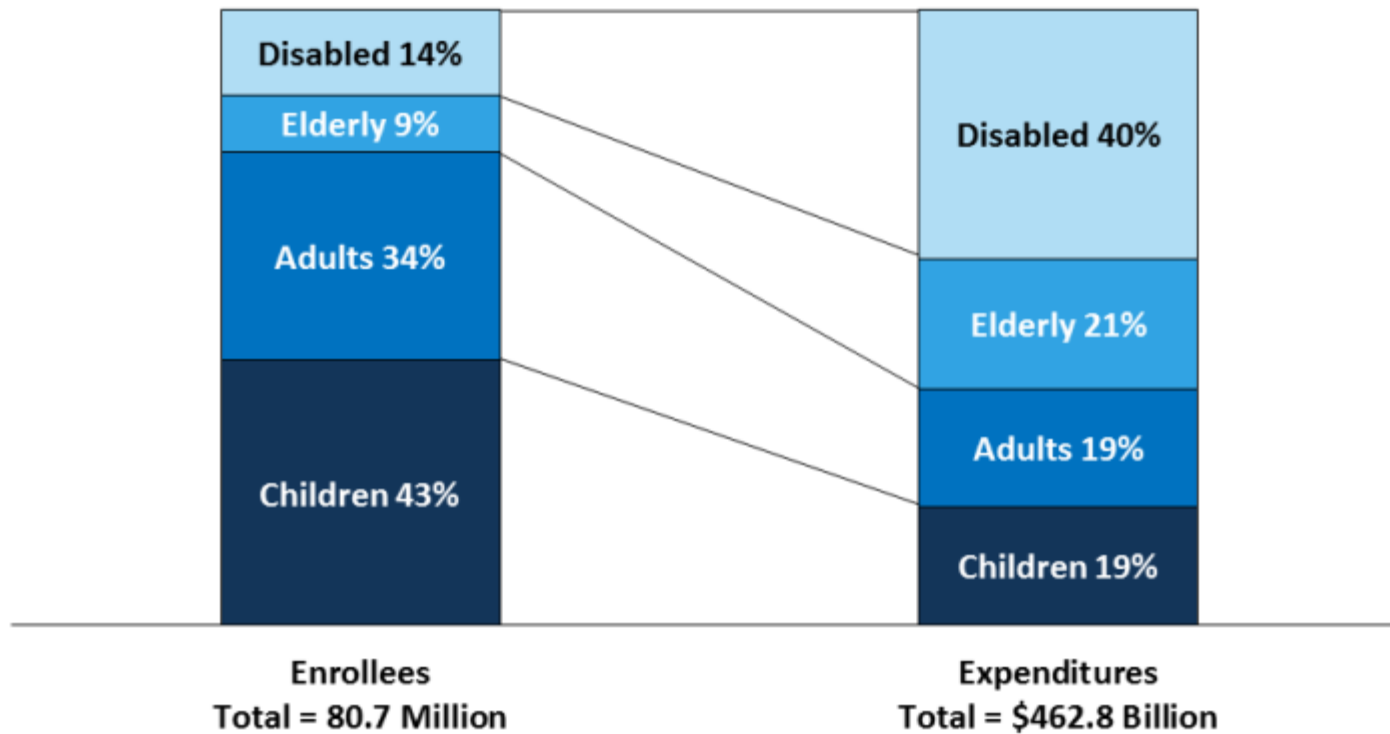 Disabled 14%
Elderly 9%
Adults 34%
Children 43%
Disabled 40%
Elderly 21%
Adults 19%
Children 19%
Enrollees
Total = 80.7 Million
Expenditures
Total = $462.8 Billion